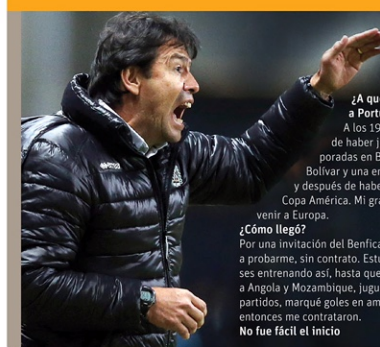 ¿A qu
a Port
A los 19
de haber j
poradas en B
Bolívar y una e
y después de habe
Copa América. Mi gra
venir a Europa.
¿Cómo llegó?
Por una invitación del Benfica
a probarme, sin contrato. Estu
ses entrenando así, hasta que
a Angola y Mozambique, jugu
partidos, marqué goles en am
entonces me contrataron.
No fue fácil el inicio